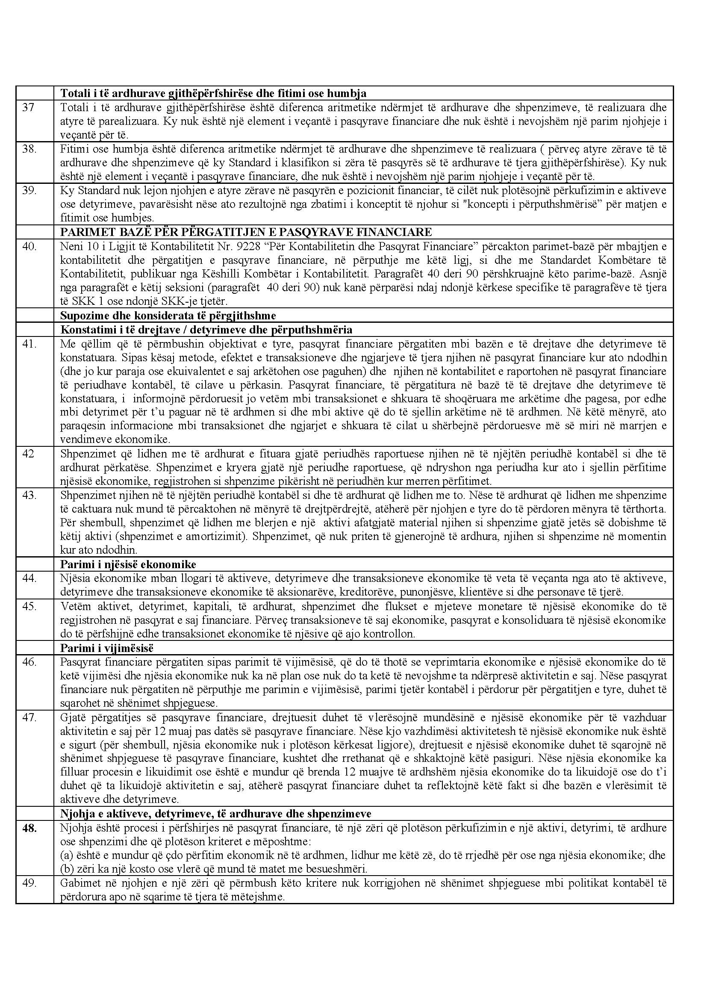 Totali i të ardhurave gjithëpërfshirëse dhe fitimi ose humbja
37 Totali i të ardhurave gjithëpërfshirëse është diferenca aritmetike ndërmjet të ardhurave dhe shpenzimeve, të realizuara dhe
atyre të parealizuara. Ky nuk është një element i veçantë i pasqyrave financiare dhe nuk është i nevojshëm një parim njohjeje i
veçantë për të.
38. Fitimi ose humbja është diferenca aritmetike ndërmjet të ardhurave dhe shpenzimeve të realizuara ( përveç atyre zërave të të
ardhurave dhe shpenzimeve që ky Standard i klasifikon si zëra të pasqyrës së të ardhurave të tjera gjithëpërfshirëse). Ky nuk
është një element i veçantë i pasqyrave financiare, dhe nuk është i nevojshëm një parim njohjeje i veçantë për të.
39. Ky Standard nuk lejon njohjen e atyre zërave në pasqyrën e pozicionit financiar, të cilët nuk plotësojnë përkufizimin e aktiveve
ose detyrimeve, pavarësisht nëse ato rezultojnë nga zbatimi i konceptit të njohur si "koncepti i përputhshmërisë” për matjen e
fitimit ose humbjes.
PARIMET BAZË PËR PËRGATITJEN E PASQYRAVE FINANCIARE
40. Neni 10 i Ligjit të Kontabilitetit Nr. 9228 “Për Kontabilitetin dhe Pasqyrat Financiare” përcakton parimet-bazë për mbajtjen e
kontabilitetit dhe përgatitjen e pasqyrave financiare, në përputhje me këtë ligj, si dhe me Standardet Kombëtare të
Kontabilitetit, publikuar nga Këshilli Kombëtar i Kontabilitetit. Paragrafët 40 deri 90 përshkruajnë këto parime-bazë. Asnjë
nga paragrafët e këtij seksioni (paragrafët 40 deri 90) nuk kanë përparësi ndaj ndonjë kërkese specifike të paragrafëve të tjera
të SKK 1 ose ndonjë SKK-je tjetër.
Supozime dhe konsiderata të përgjithshme
Konstatimi i të drejtave / detyrimeve dhe përputhshmëria
41. Me qëllim që të përmbushin objektivat e tyre, pasqyrat financiare përgatiten mbi bazën e të drejtave dhe detyrimeve të
konstatuara. Sipas kësaj metode, efektet e transaksioneve dhe ngjarjeve të tjera njihen në pasqyrat financiare kur ato ndodhin
(dhe jo kur paraja ose ekuivalentet e saj arkëtohen ose paguhen) dhe njihen në kontabilitet e raportohen në pasqyrat financiare
të periudhave kontabël, të cilave u përkasin. Pasqyrat financiare, të përgatitura në bazë të të drejtave dhe detyrimeve të
konstatuara, i informojnë përdoruesit jo vetëm mbi transaksionet e shkuara të shoqëruara me arkëtime dhe pagesa, por edhe
mbi detyrimet për t’u paguar në të ardhmen si dhe mbi aktive që do të sjellin arkëtime në të ardhmen. Në këtë mënyrë, ato
paraqesin informacione mbi transaksionet dhe ngjarjet e shkuara të cilat u shërbejnë përdoruesve më së miri në marrjen e
vendimeve ekonomike.
42 Shpenzimet që lidhen me të ardhurat e fituara gjatë periudhës raportuese njihen në të njëjtën periudhë kontabël si dhe të
ardhurat përkatëse. Shpenzimet e kryera gjatë një periudhe raportuese, që ndryshon nga periudha kur ato i sjellin përfitime
njësisë ekonomike, regjistrohen si shpenzime pikërisht në periudhën kur merren përfitimet.
43. Shpenzimet njihen në të njëjtën periudhë kontabël si dhe të ardhurat që lidhen me to. Nëse të ardhurat që lidhen me shpenzime
të caktuara nuk mund të përcaktohen në mënyrë të drejtpërdrejtë, atëherë për njohjen e tyre do të përdoren mënyra të tërthorta.
Për shembull, shpenzimet që lidhen me blerjen e një aktivi afatgjatë material njihen si shpenzime gjatë jetës së dobishme të
këtij aktivi (shpenzimet e amortizimit). Shpenzimet, që nuk priten të gjenerojnë të ardhura, njihen si shpenzime në momentin
kur ato ndodhin.
Parimi i njësisë ekonomike
44. Njësia ekonomike mban llogari të aktiveve, detyrimeve dhe transaksioneve ekonomike të veta të veçanta nga ato të aktiveve,
detyrimeve dhe transaksioneve ekonomike të aksionarëve, kreditorëve, punonjësve, klientëve si dhe personave të tjerë.
45. Vetëm aktivet, detyrimet, kapitali, të ardhurat, shpenzimet dhe flukset e mjeteve monetare të njësisë ekonomike do të
regjistrohen në pasqyrat e saj financiare. Përveç transaksioneve të saj ekonomike, pasqyrat e konsoliduara të njësisë ekonomike
do të përfshijnë edhe transaksionet ekonomike të njësive që ajo kontrollon.
Parimi i vijimësisë
46. Pasqyrat financiare përgatiten sipas parimit të vijimësisë, që do të thotë se veprimtaria ekonomike e njësisë ekonomike do të
ketë vijimësi dhe njësia ekonomike nuk ka në plan ose nuk do ta ketë të nevojshme ta ndërpresë aktivitetin e saj. Nëse pasqyrat
financiare nuk përgatiten në përputhje me parimin e vijimësisë, parimi tjetër kontabël i përdorur për përgatitjen e tyre, duhet të
sqarohet në shënimet shpjeguese.
47. Gjatë përgatitjes së pasqyrave financiare, drejtuesit duhet të vlerësojnë mundësinë e njësisë ekonomike për të vazhduar
aktivitetin e saj për 12 muaj pas datës së pasqyrave financiare. Nëse kjo vazhdimësi aktivitetesh të njësisë ekonomike nuk është
e sigurt (për shembull, njësia ekonomike nuk i plotëson kërkesat ligjore), drejtuesit e njësisë ekonomike duhet të sqarojnë në
shënimet shpjeguese të pasqyrave financiare, kushtet dhe rrethanat që e shkaktojnë këtë pasiguri. Nëse njësia ekonomike ka
filluar procesin e likuidimit ose është e mundur që brenda 12 muajve të ardhshëm njësia ekonomike do ta likuidojë ose do t’i
duhet që ta likuidojë aktivitetin e saj, atëherë pasqyrat financiare duhet ta reflektojnë këtë fakt si dhe bazën e vlerësimit të
aktiveve dhe detyrimeve.
Njohja e aktiveve, detyrimeve, të ardhurave dhe shpenzimeve
48. Njohja është procesi i përfshirjes në pasqyrat financiare, të një zëri që plotëson përkufizimin e një aktivi, detyrimi, të ardhure
ose shpenzimi dhe që plotëson kriteret e mëposhtme:
(a) është e mundur që çdo përfitim ekonomik në të ardhmen, lidhur me këtë zë, do të rrjedhë për ose nga njësia ekonomike; dhe
(b) zëri ka një kosto ose vlerë që mund të matet me besueshmëri.
49. Gabimet në njohjen e një zëri që përmbush këto kritere nuk korrigjohen në shënimet shpjeguese mbi politikat kontabël të
përdorura apo në sqarime të tjera të mëtejshme.